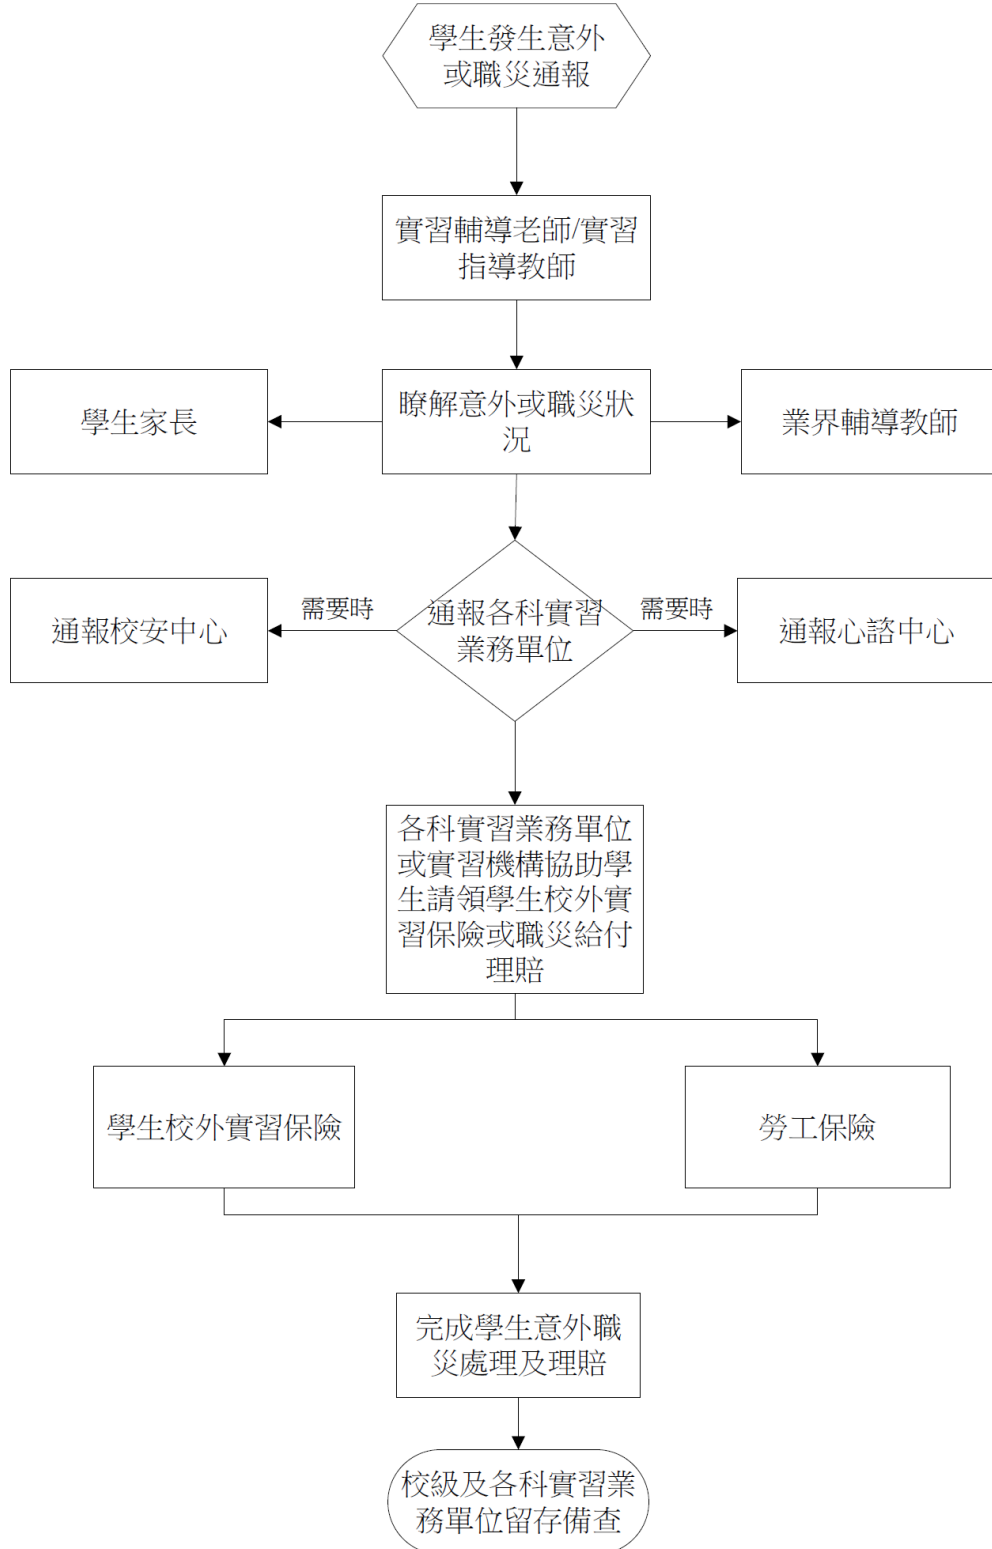 學生發生意外
或職災通報
實習輔導老師/實習
指導教師
學生家長
瞭解意外或職災狀
況
業界輔導教師
通報校安中心
需要時
通報各科實習
業務單位
需要時
通報心諮中心
各科實習業務單位
或實習機構協助學
生請領學生校外實
習保險或職災給付
理賠
學生校外實習保險
勞工保險
完成學生意外職
災處理及理賠
校級及各科實習業
務單位留存備查